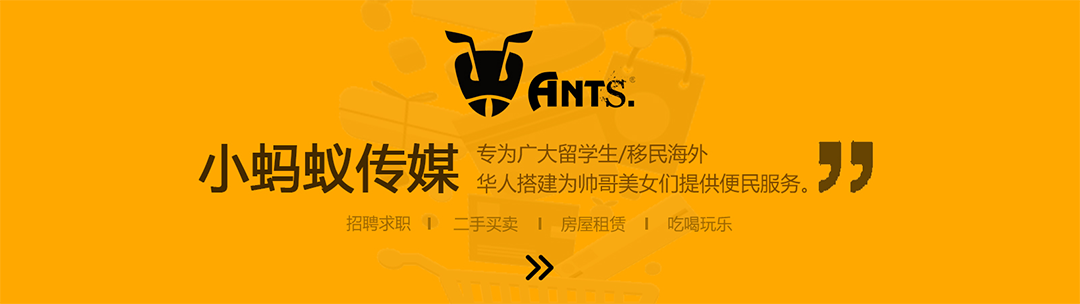 ANTS.®
小蚂蚁传媒
专为广大留学生/移民海外
华人搭建为帅哥美女们提供便民服务。”
招聘求职 | 二手买卖 | 房屋租赁 | 吃喝玩乐